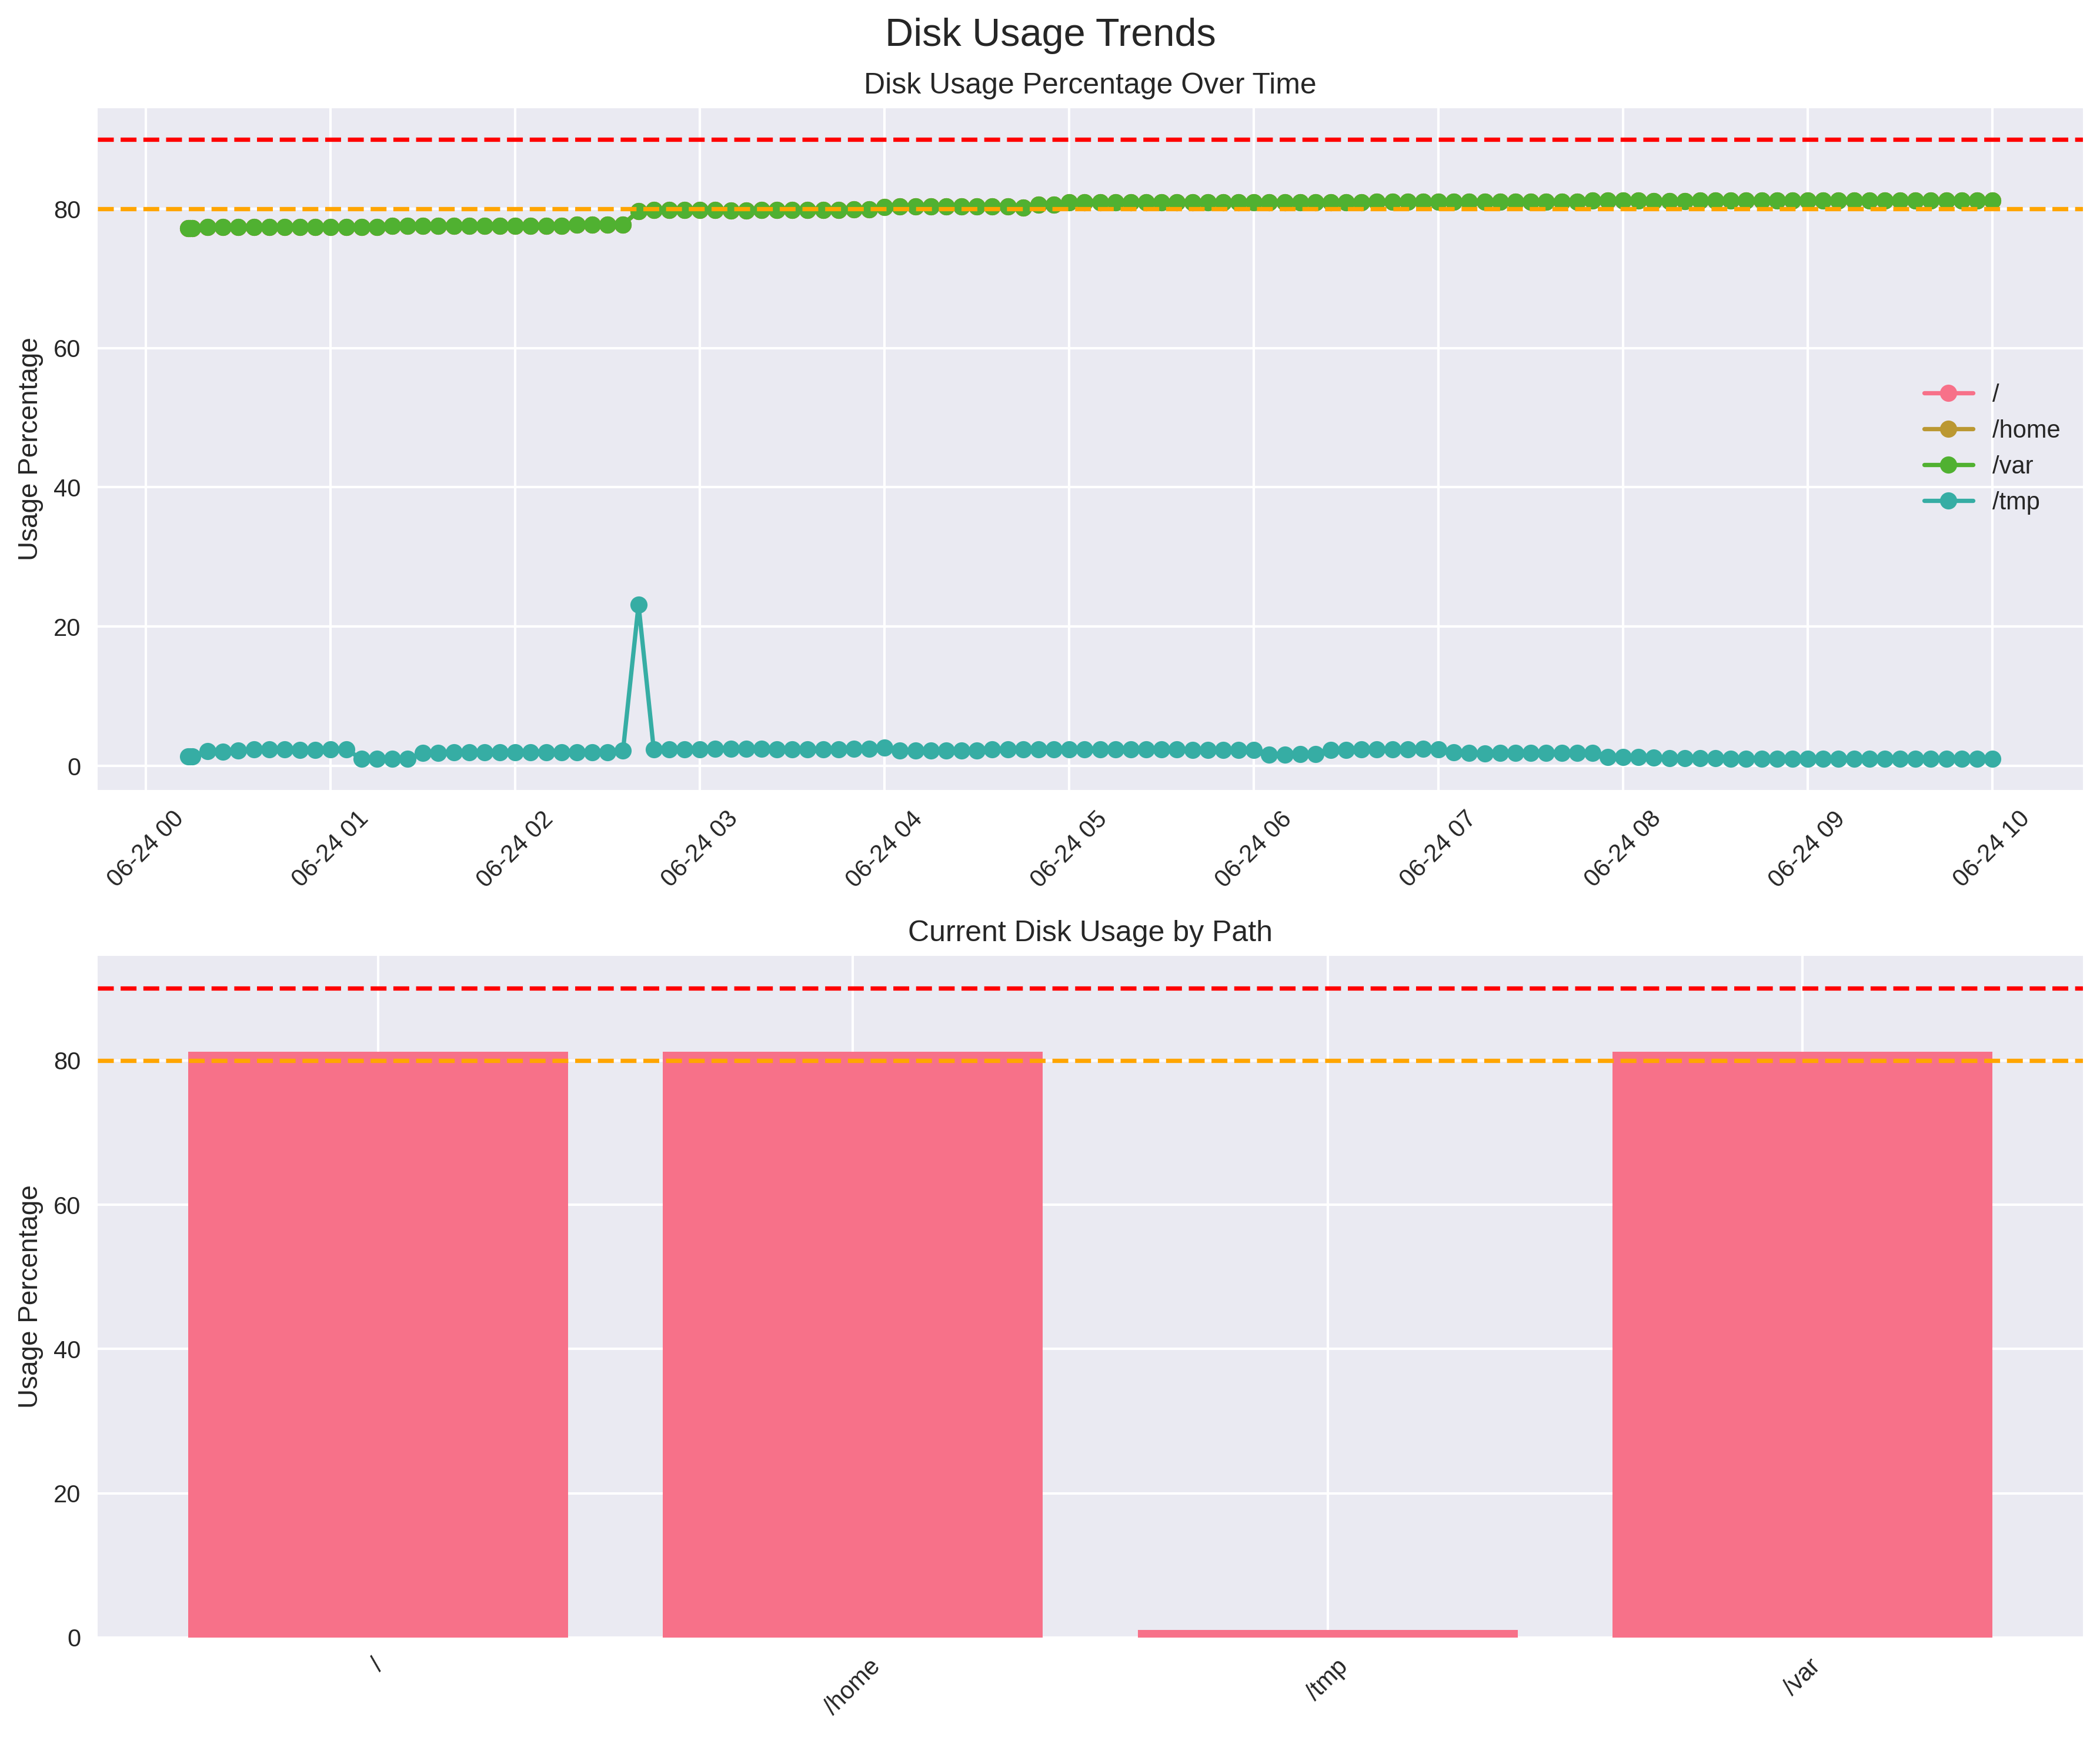 Disk Usage Trends
Disk Usage Percentage Over Time
Usage Percentage
80
60
40
20
0
/
/home
/var
/tmp
06-24 00
06-24 01
06-24 02
06-24 03
06-24 04
06-24 05
06-24 06
06-24 07
06-24 08
06-24 09
06-24 10
Current Disk Usage by Path
Usage Percentage
80
60
40
20
0
/
/home
/tmp
/var